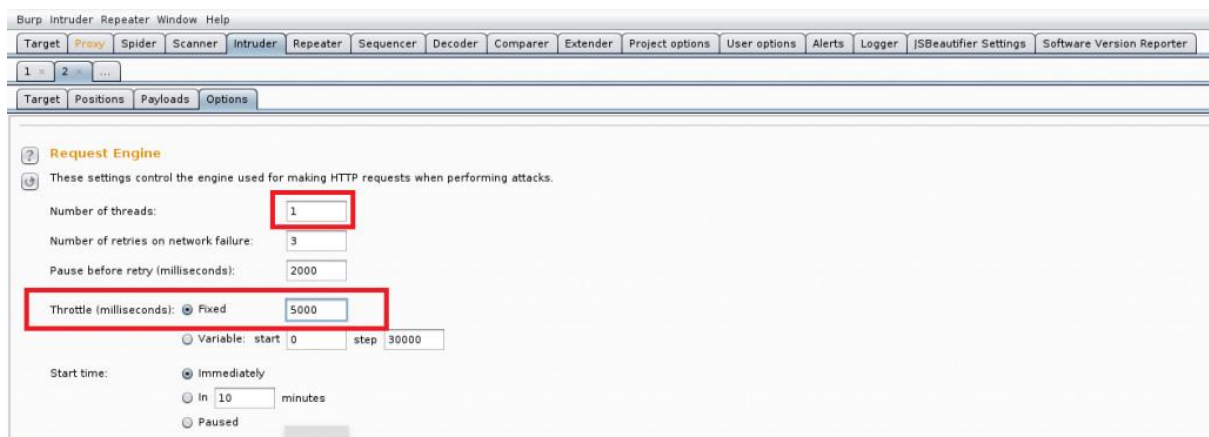 Burp Intruder Repeater Window Help
Target Proxy Spider Scanner Intruder Repeater Sequencer Decoder Comparer Extender Project options User options Alerts Logger JSBeautifier Settings Software Version Reporter
1 × 2 × ...
Target Positions Payloads Options
? Request Engine
These settings control the engine used for making HTTP requests when performing attacks.
Number of threads: 1
Number of retries on network failure: 3
Pause before retry (milliseconds): 2000
Throttle (milliseconds): Fixed 5000
Variable: start 0 step 30000
Start time: Immediately
In 10 minutes
Paused